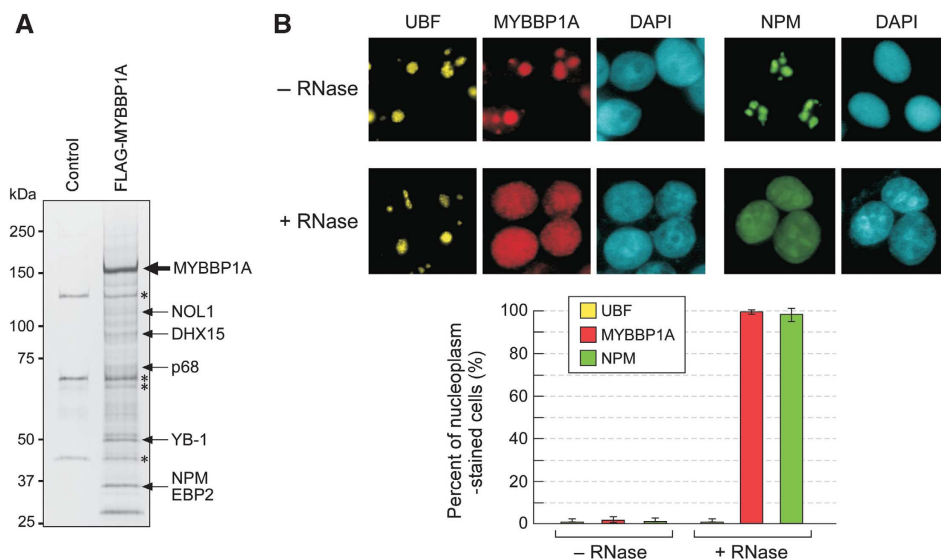 A
Control
FLAG-MYBBP1A
kDa
250
150
100
75
50
37
25
MYBBP1A
*
NOL1
DHX15
p68
*
*
YB-1
*
NPM
EBP2
B
UBF MYBBP1A DAPI NPM DAPI
– RNase
+ RNase
Percent of nucleoplasm
-stained cells (%)
100
80
60
40
20
0
UBF
MYBBP1A
NPM
– RNase + RNase